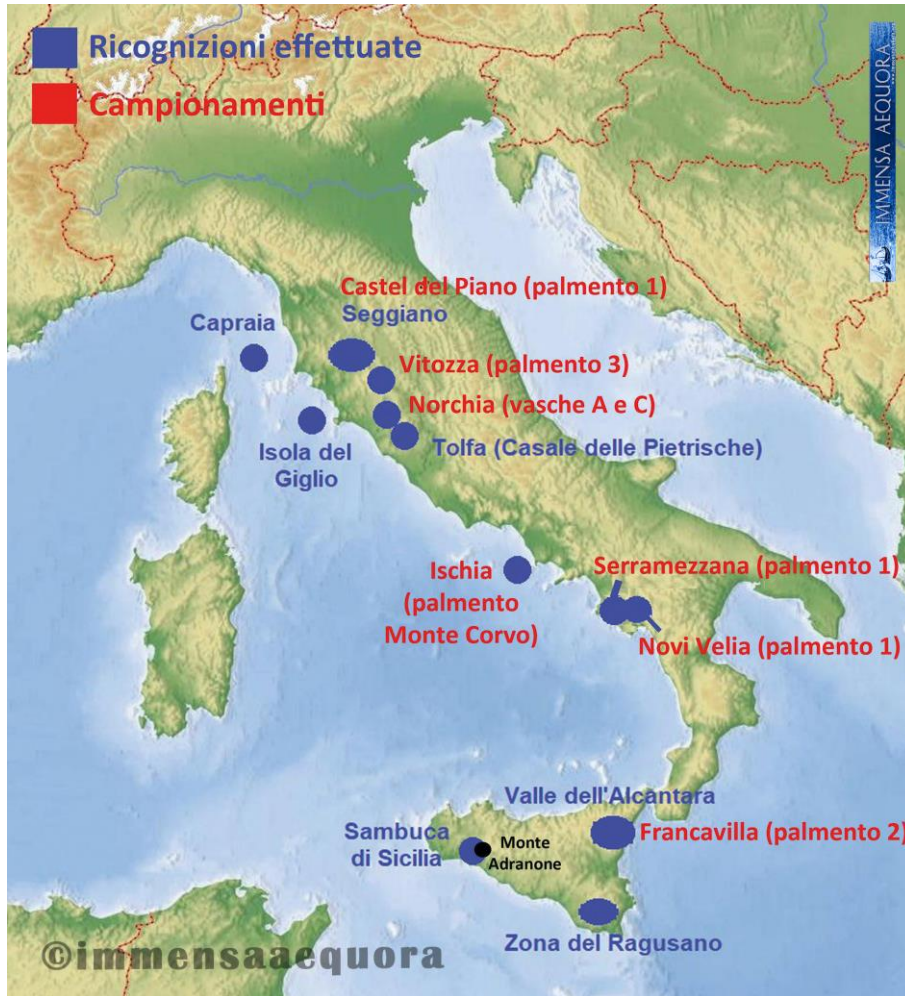 Ricognizioni effettuate
Campionamenti
IMMENSA AEQUORA
Castel del Piano (palmento 1)
Seggiano
Capraia
Vitozza (palmento 3)
Norchia (vasche A e C)
Isola del
Giglio
Tolfa (Casale delle Pietrische)
Ischia
(palmento
Monte Corvo)
Serramezzana (palmento 1)
Novi Velia (palmento 1)
Valle dell'Alcantara
Francavilla (palmento 2)
Sambuca
di Sicilia
Monte
Adranone
Zona del Ragusano
©immensaaequora